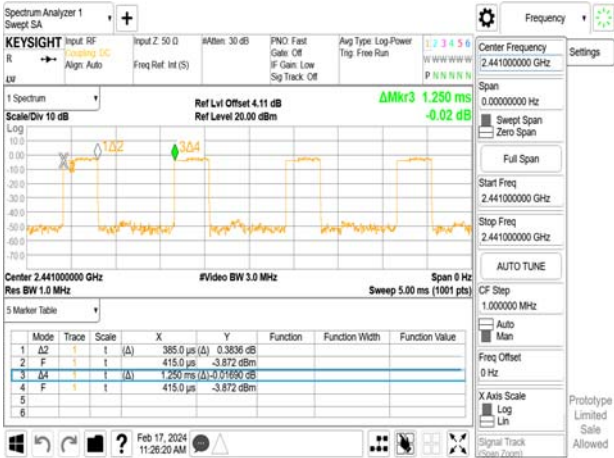 Spectrum Analyzer 1
Swept SA
KEYSIGHT
R
Input: RF
Coupling: DC
Align: Auto
Input Z: 50 Ω
Freq Ref: Int (S)
#Atten: 30 dB
PNO: Fast
Gate: Off
IF Gain: Low
Sig Track: Off
Avg Type: Log-Power
Trig: Free Run
1 2 3 4 5 6
W W W W W W
P N N N N N
1 Spectrum
Scale/Div 10 dB
Ref Lvl Offset 4.11 dB
Ref Level 20.00 dBm
ΔMkr3 1.250 ms
-0.02 dB
Log
10.0
0.00
-10.0
-20.0
-30.0
-40.0
-50.0
-60.0
-70.0
1Δ2
3Δ4
Center 2.441000000 GHz
Res BW 1.0 MHz
#Video BW 3.0 MHz
Span 0 Hz
Sweep 5.00 ms (1001 pts)
5 Marker Table
Mode Trace Scale X Y Function Function Width Function Value
1 Δ2 1 t (Δ) 385.0 µs (Δ) 0.3836 dB
2 F 1 t 415.0 µs -3.872 dBm
3 Δ4 1 t (Δ) 1.250 ms (Δ) -0.01690 dB
4 F 1 t 415.0 µs -3.872 dBm
5
6
Feb 17, 2024
11:26:20 AM
Frequency
Settings
Center Frequency
2.441000000 GHz
Span
0.00000000 Hz
Swept Span
Zero Span
Full Span
Start Freq
2.441000000 GHz
Stop Freq
2.441000000 GHz
AUTO TUNE
CF Step
1.000000 MHz
Auto
Man
Freq Offset
0 Hz
X Axis Scale
Log
Lin
Signal Track
(Span Zoom)
Prototype
Limited
Sale
Allowed